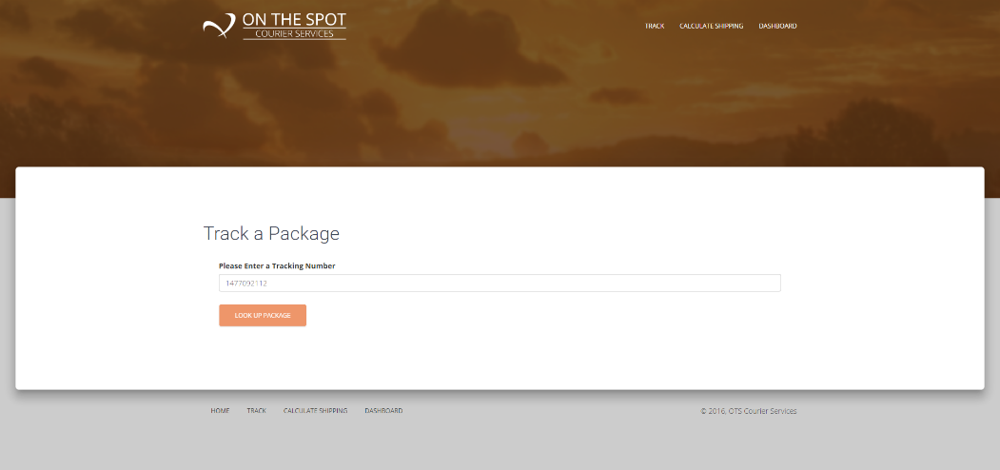 ON THE SPOT
COURIER SERVICES
TRACK CALCULATE SHIPPING DASHBOARD
Track a Package
Please Enter a Tracking Number
1477092112
LOOK UP PACKAGE
HOME TRACK CALCULATE SHIPPING DASHBOARD
© 2016, OTS Courier Services